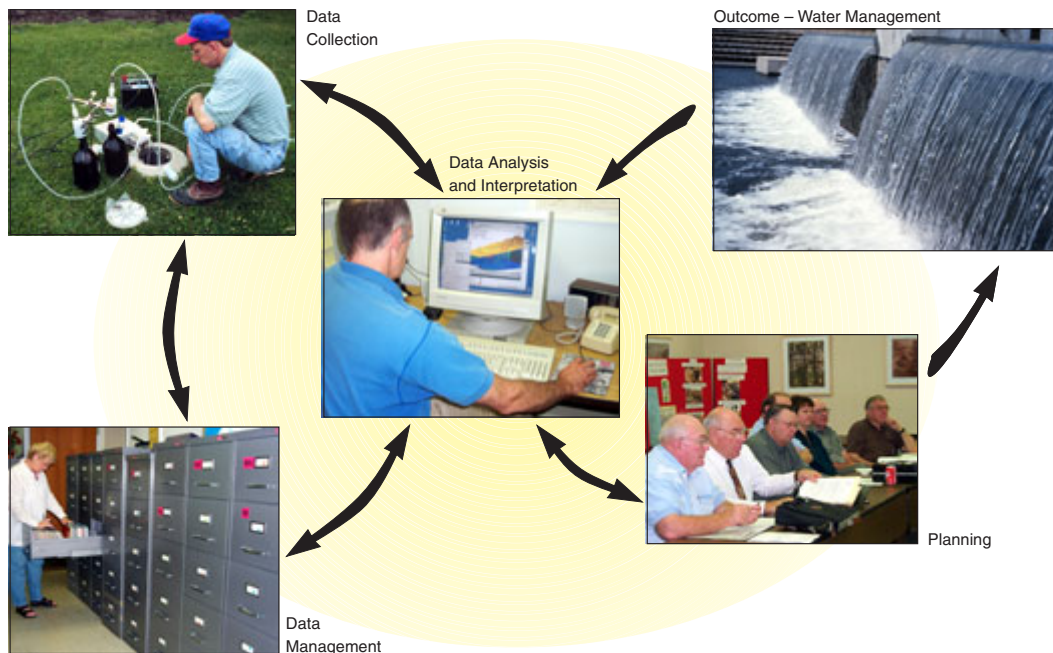 Data
Collection
Outcome – Water Management
Data Analysis
and Interpretation
Planning
Data
Management